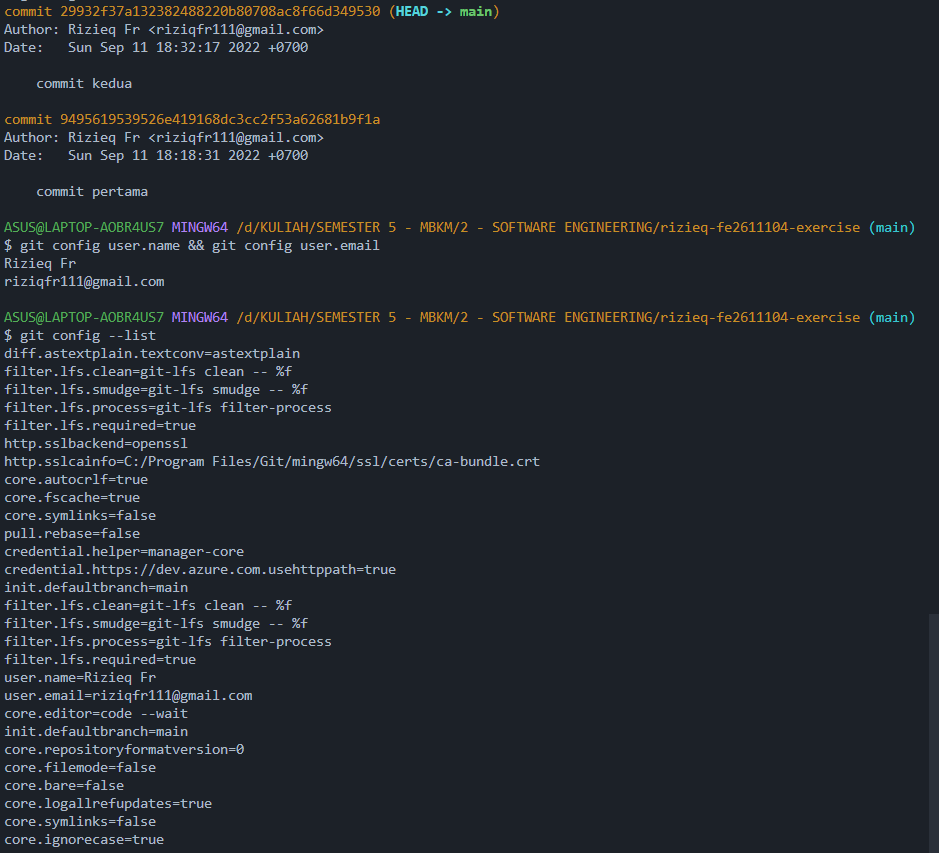 commit 29932f37a132382488220b80708ac8f66d349530 (HEAD -> main)
Author: Rizieq Fr <riziqfr111@gmail.com>
Date:   Sun Sep 11 18:32:17 2022 +0700
    commit kedua
commit 9495619539526e419168dc3cc2f53a62681b9f1a
Author: Rizieq Fr <riziqfr111@gmail.com>
Date:   Sun Sep 11 18:18:31 2022 +0700
    commit pertama
ASUS@LAPTOP-AOBR4US7 MINGW64 /d/KULIAH/SEMESTER 5 - MBKM/2 - SOFTWARE ENGINEERING/rizieq-fe2611104-exercise (main)
$ git config user.name && git config user.email
Rizieq Fr
riziqfr111@gmail.com
ASUS@LAPTOP-AOBR4US7 MINGW64 /d/KULIAH/SEMESTER 5 - MBKM/2 - SOFTWARE ENGINEERING/rizieq-fe2611104-exercise (main)
$ git config --list
diff.astextplain.textconv=astextplain
filter.lfs.clean=git-lfs clean -- %f
filter.lfs.smudge=git-lfs smudge -- %f
filter.lfs.process=git-lfs filter-process
filter.lfs.required=true
http.sslbackend=openssl
http.sslcainfo=C:/Program Files/Git/mingw64/ssl/certs/ca-bundle.crt
core.autocrlf=true
core.fscache=true
core.symlinks=false
pull.rebase=false
credential.helper=manager-core
credential.https://dev.azure.com.usehttppath=true
init.defaultbranch=main
filter.lfs.clean=git-lfs clean -- %f
filter.lfs.smudge=git-lfs smudge -- %f
filter.lfs.process=git-lfs filter-process
filter.lfs.required=true
user.name=Rizieq Fr
user.email=riziqfr111@gmail.com
core.editor=code --wait
init.defaultbranch=main
core.repositoryformatversion=0
core.filemode=false
core.bare=false
core.logallrefupdates=true
core.symlinks=false
core.ignorecase=true